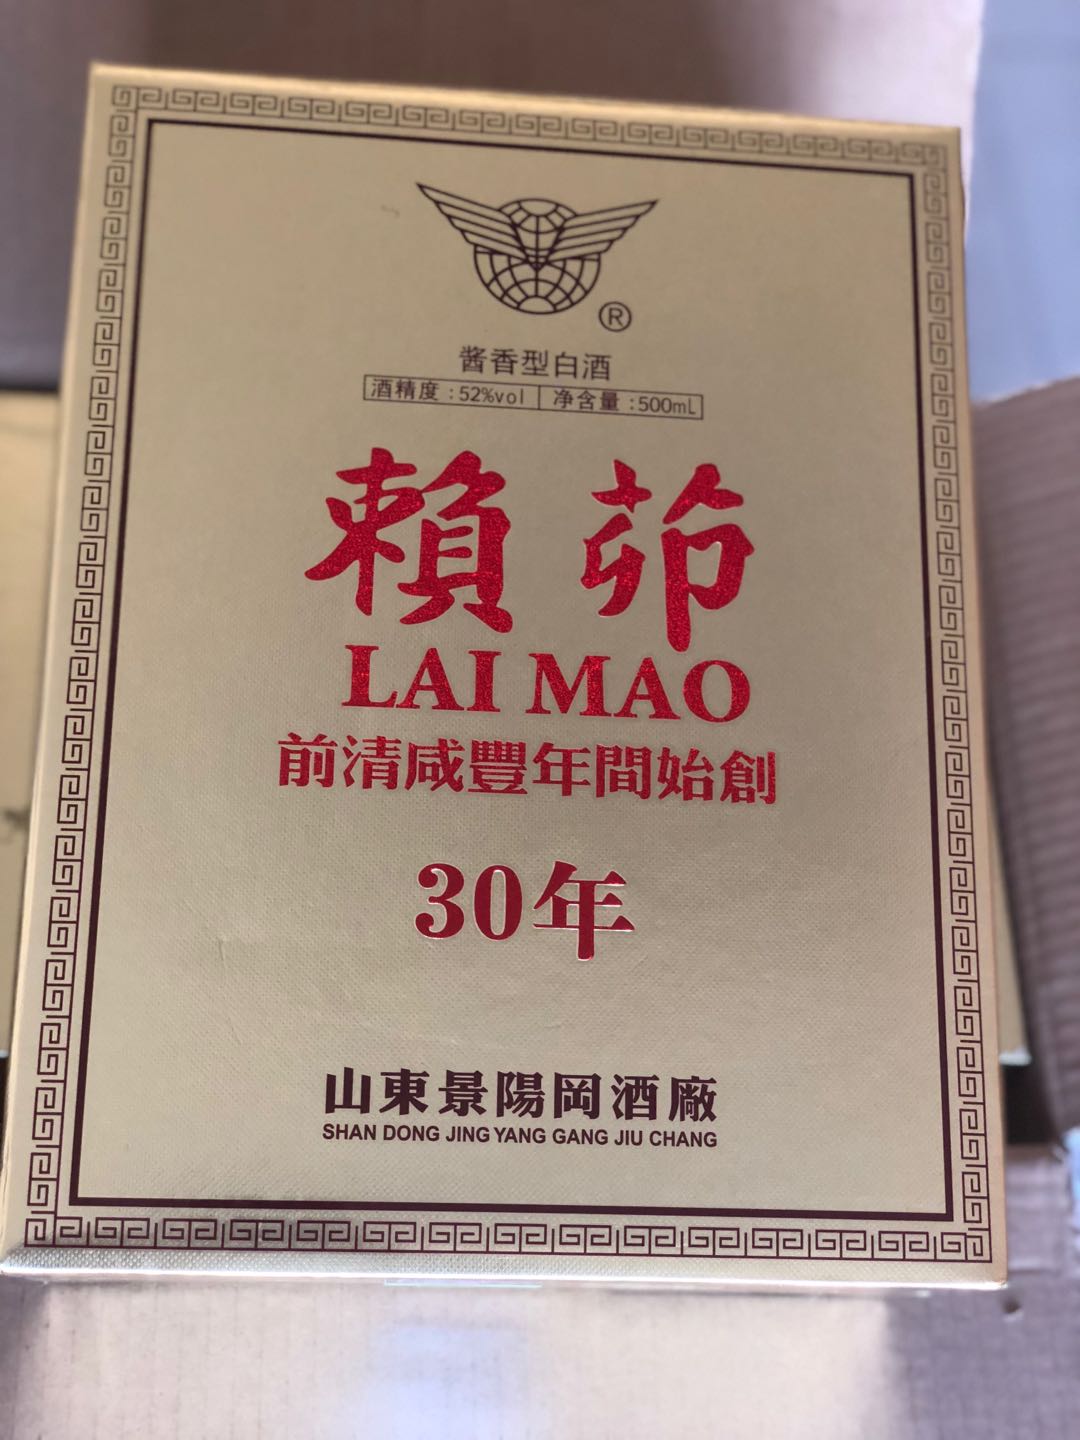 ®
酱香型白酒
酒精度:52%vol 净含量:500mL
賴茆
LAI MAO
前清咸豐年間始創
30年
山東景陽岡酒廠
SHAN DONG JING YANG GANG JIU CHANG